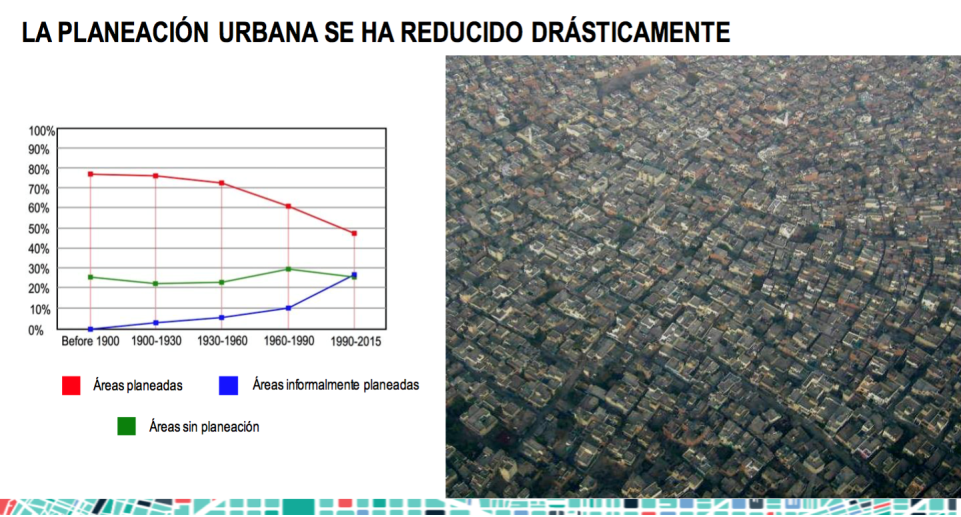 LA PLANEACIÓN URBANA SE HA REDUCIDO DRÁSTICAMENTE
100%
90%
80%
70%
60%
50%
40%
30%
20%
10%
0%
Before 1900 1900-1930 1930-1960 1960-1990 1990-2015
Áreas planeadas Áreas informalmente planeadas
Áreas sin planeación